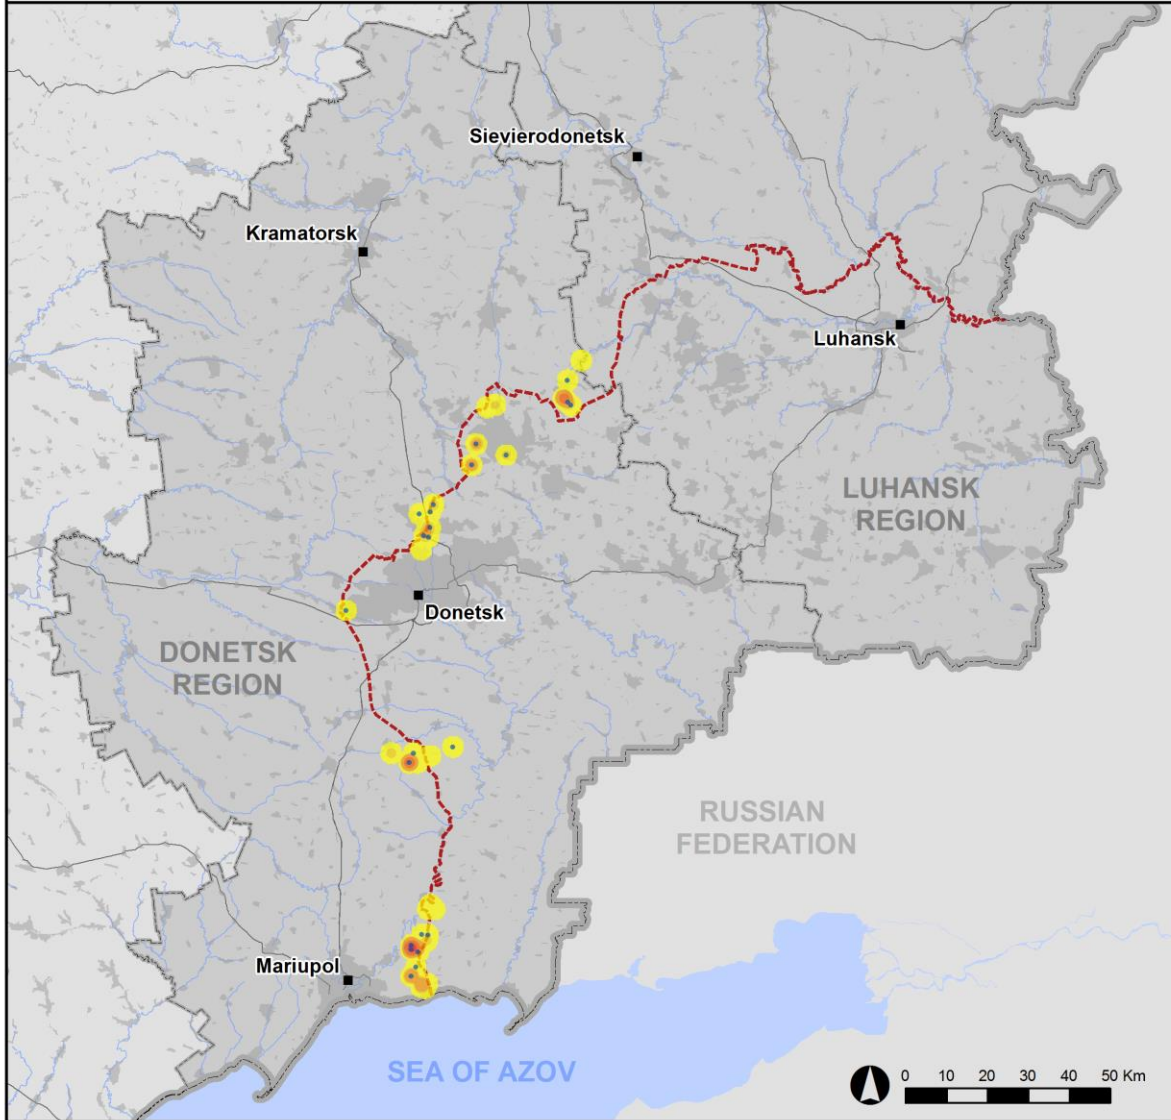 Sievierodonetsk
Kramatorsk
Luhansk
LUHANSK
REGION
Donetsk
DONETSK
REGION
RUSSIAN
FEDERATION
Mariupol
SEA OF AZOV
0 10 20 30 40 50 Km